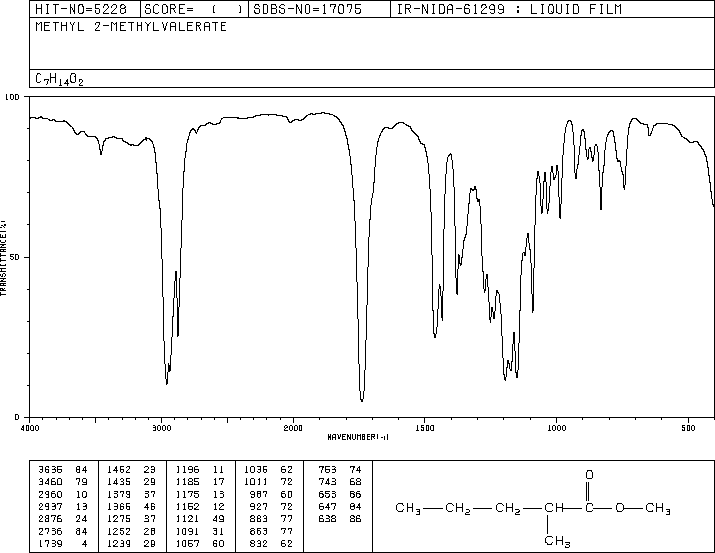 HIT-NO=5228 SCORE= ( ) SDBS-NO=17075 IR-NIDA-61299 : LIQUID FILM
METHYL 2-METHYLVALERATE
C7H14O2
100
TRANSMITTANCE(%)
50
0
4000 3000 2000 1500 1000 500
WAVENUMBER(-1)
3635 84 1462 23 1196 11 1036 62 753 74
3460 79 1435 29 1185 17 1011 72 743 68
2960 10 1379 37 1175 13 987 60 653 86
2937 13 1366 46 1152 12 927 72 647 84
2876 24 1275 37 1121 49 883 77 638 86
2736 84 1252 28 1091 31 863 77
1739 4 1239 29 1057 60 832 62
O
CH3 CH2 CH2 CH C O CH3
CH3